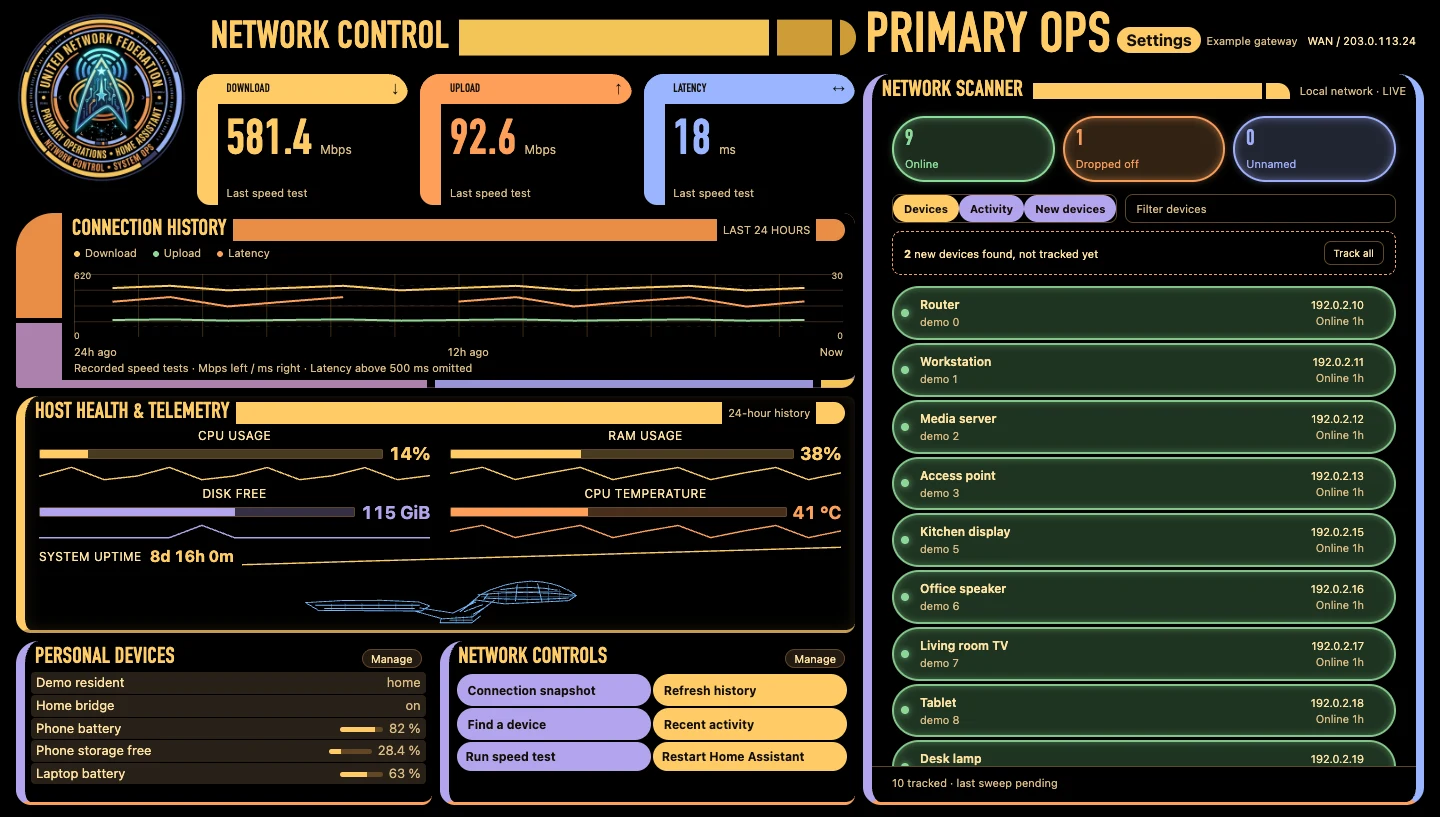 UNITED NETWORK FEDERATION
PRIMARY OPERATIONS • HOME ASSISTANT
NETWORK CONTROL • SYSTEM OPS
NETWORK CONTROL
PRIMARY OPS
Settings
Example gateway
WAN / 203.0.113.24
DOWNLOAD ↓
581.4 Mbps
Last speed test
UPLOAD ↑
92.6 Mbps
Last speed test
LATENCY ↔
18 ms
Last speed test
CONNECTION HISTORY
LAST 24 HOURS
Download
Upload
Latency
620
30
0
0
24h ago
12h ago
Now
Recorded speed tests · Mbps left / ms right · Latency above 500 ms omitted
HOST HEALTH & TELEMETRY
24-hour history
CPU USAGE
14%
RAM USAGE
38%
DISK FREE
115 GiB
CPU TEMPERATURE
41 °C
SYSTEM UPTIME 8d 16h 0m
PERSONAL DEVICES
Manage
Demo resident home
Home bridge on
Phone battery 82 %
Phone storage free 28.4 %
Laptop battery 63 %
NETWORK CONTROLS
Manage
Connection snapshot
Refresh history
Find a device
Recent activity
Run speed test
Restart Home Assistant
NETWORK SCANNER
Local network · LIVE
9
Online
1
Dropped off
0
Unnamed
Devices
Activity
New devices
Filter devices
2 new devices found, not tracked yet
Track all
Router 192.0.2.10
demo 0 Online 1h
Workstation 192.0.2.11
demo 1 Online 1h
Media server 192.0.2.12
demo 2 Online 1h
Access point 192.0.2.13
demo 3 Online 1h
Kitchen display 192.0.2.15
demo 5 Online 1h
Office speaker 192.0.2.16
demo 6 Online 1h
Living room TV 192.0.2.17
demo 7 Online 1h
Tablet 192.0.2.18
demo 8 Online 1h
Desk lamp 192.0.2.19
10 tracked · last sweep pending